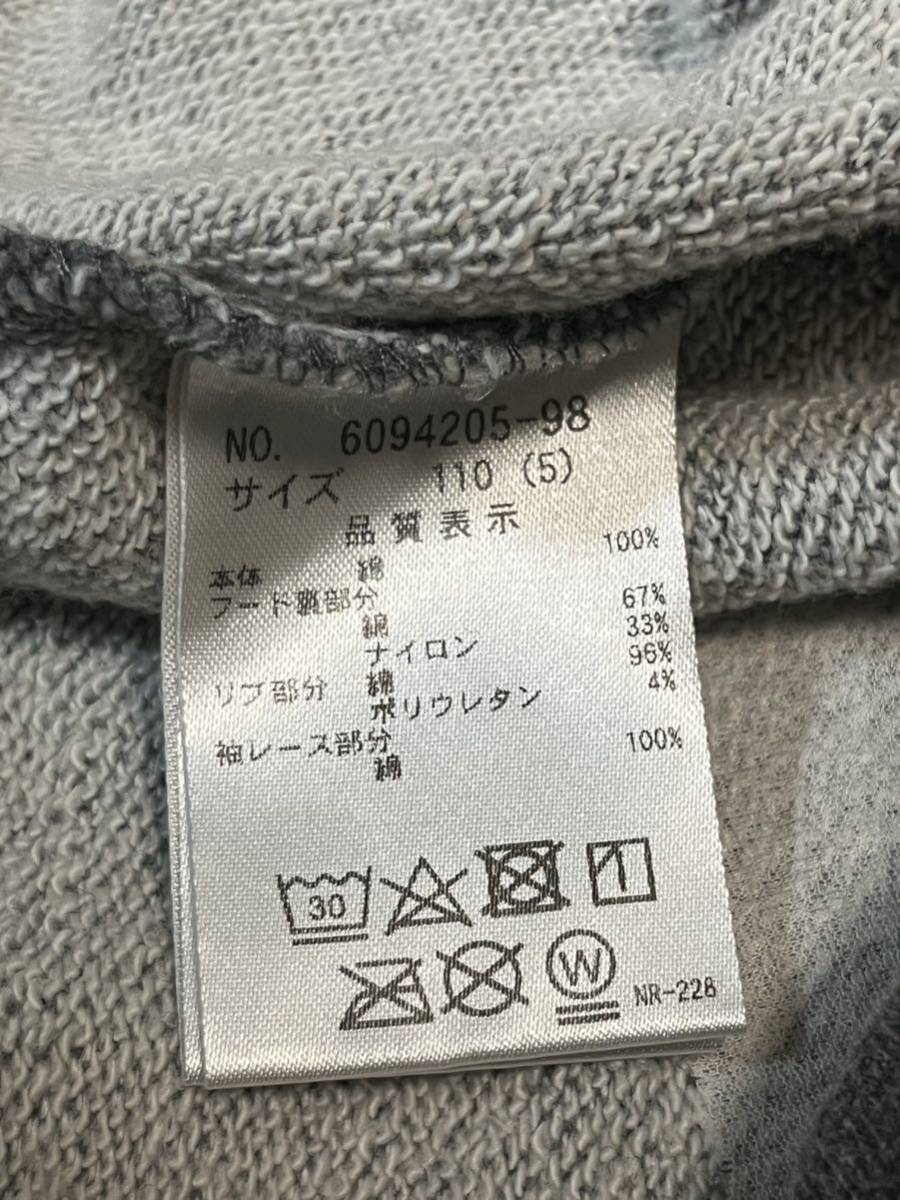 NO. 6094205-98
サイズ 110 (5)
品質表示
本体 綿 100%
フード裏部分
綿 67%
ナイロン 33%
リブ部分 綿 96%
ポリウレタン 4%
袖レース部分
綿 100%
30
W
NR-228